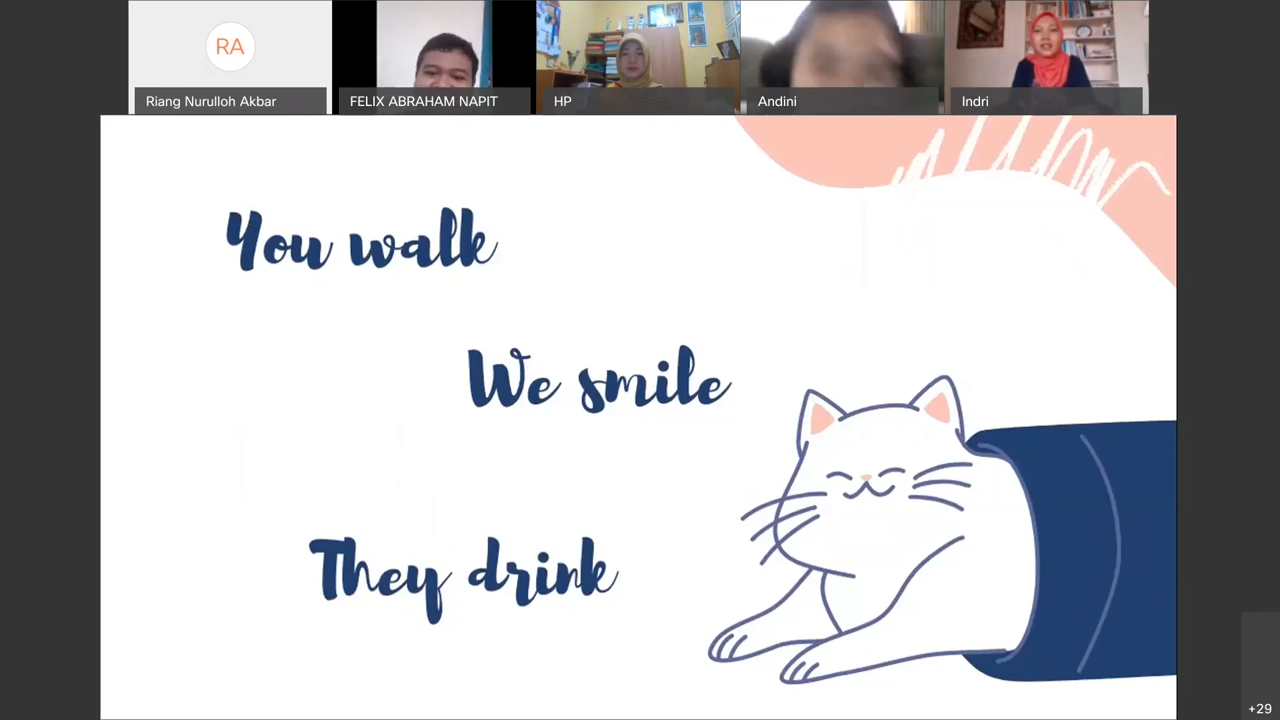 RA
Riang Nurulloh Akbar
FELIX ABRAHAM NAPIT
HP
Andini
Indri
You walk
We smile
They drink
+29